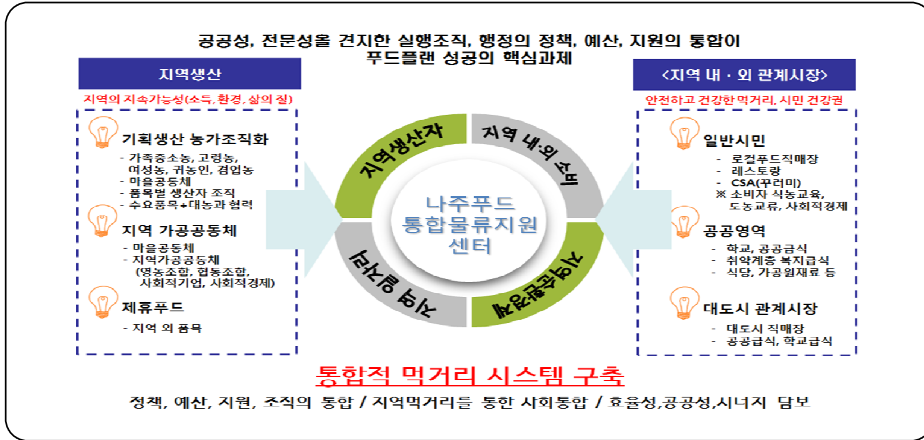 공공성, 전문성을 견지한 실행조직, 행정의 정책, 예산, 지원의 통합이
푸드플랜 성공의 핵심과제
지역생산
지역의 지속가능성(소득, 환경, 삶의 질)
기획생산 농가조직화
- 가족중소농, 고령농,
여성농, 귀농인, 겸업농
- 마을공동체
- 품목별 생산자 조직
- 수요품목+대농과 협력
지역 가공공동체
- 마을공동체
- 지역가공공동체
(영농조합, 협동조합,
사회적기업, 사회적경제)
제휴푸드
- 지역 외 품목
지역생산자
지역 내·외 소비
나주푸드
통합물류지원
센터
지역 일자리
지역순환경제
<지역 내 · 외 관계시장>
안전하고 건강한 먹거리, 시민 건강권
일반시민
- 로컬푸드직매장
- 레스토랑
- CSA(꾸러미)
※ 소비자 식농교육,
도농교류, 사회적경제
공공영역
- 학교, 공공급식
- 취약계층 복지급식
- 식당, 가공원재료 등
대도시 관계시장
- 대도시 직매장
- 공공급식, 학교급식
통합적 먹거리 시스템 구축
정책, 예산, 지원, 조직의 통합 / 지역먹거리를 통한 사회통합 / 효율성,공공성,시너지 담보